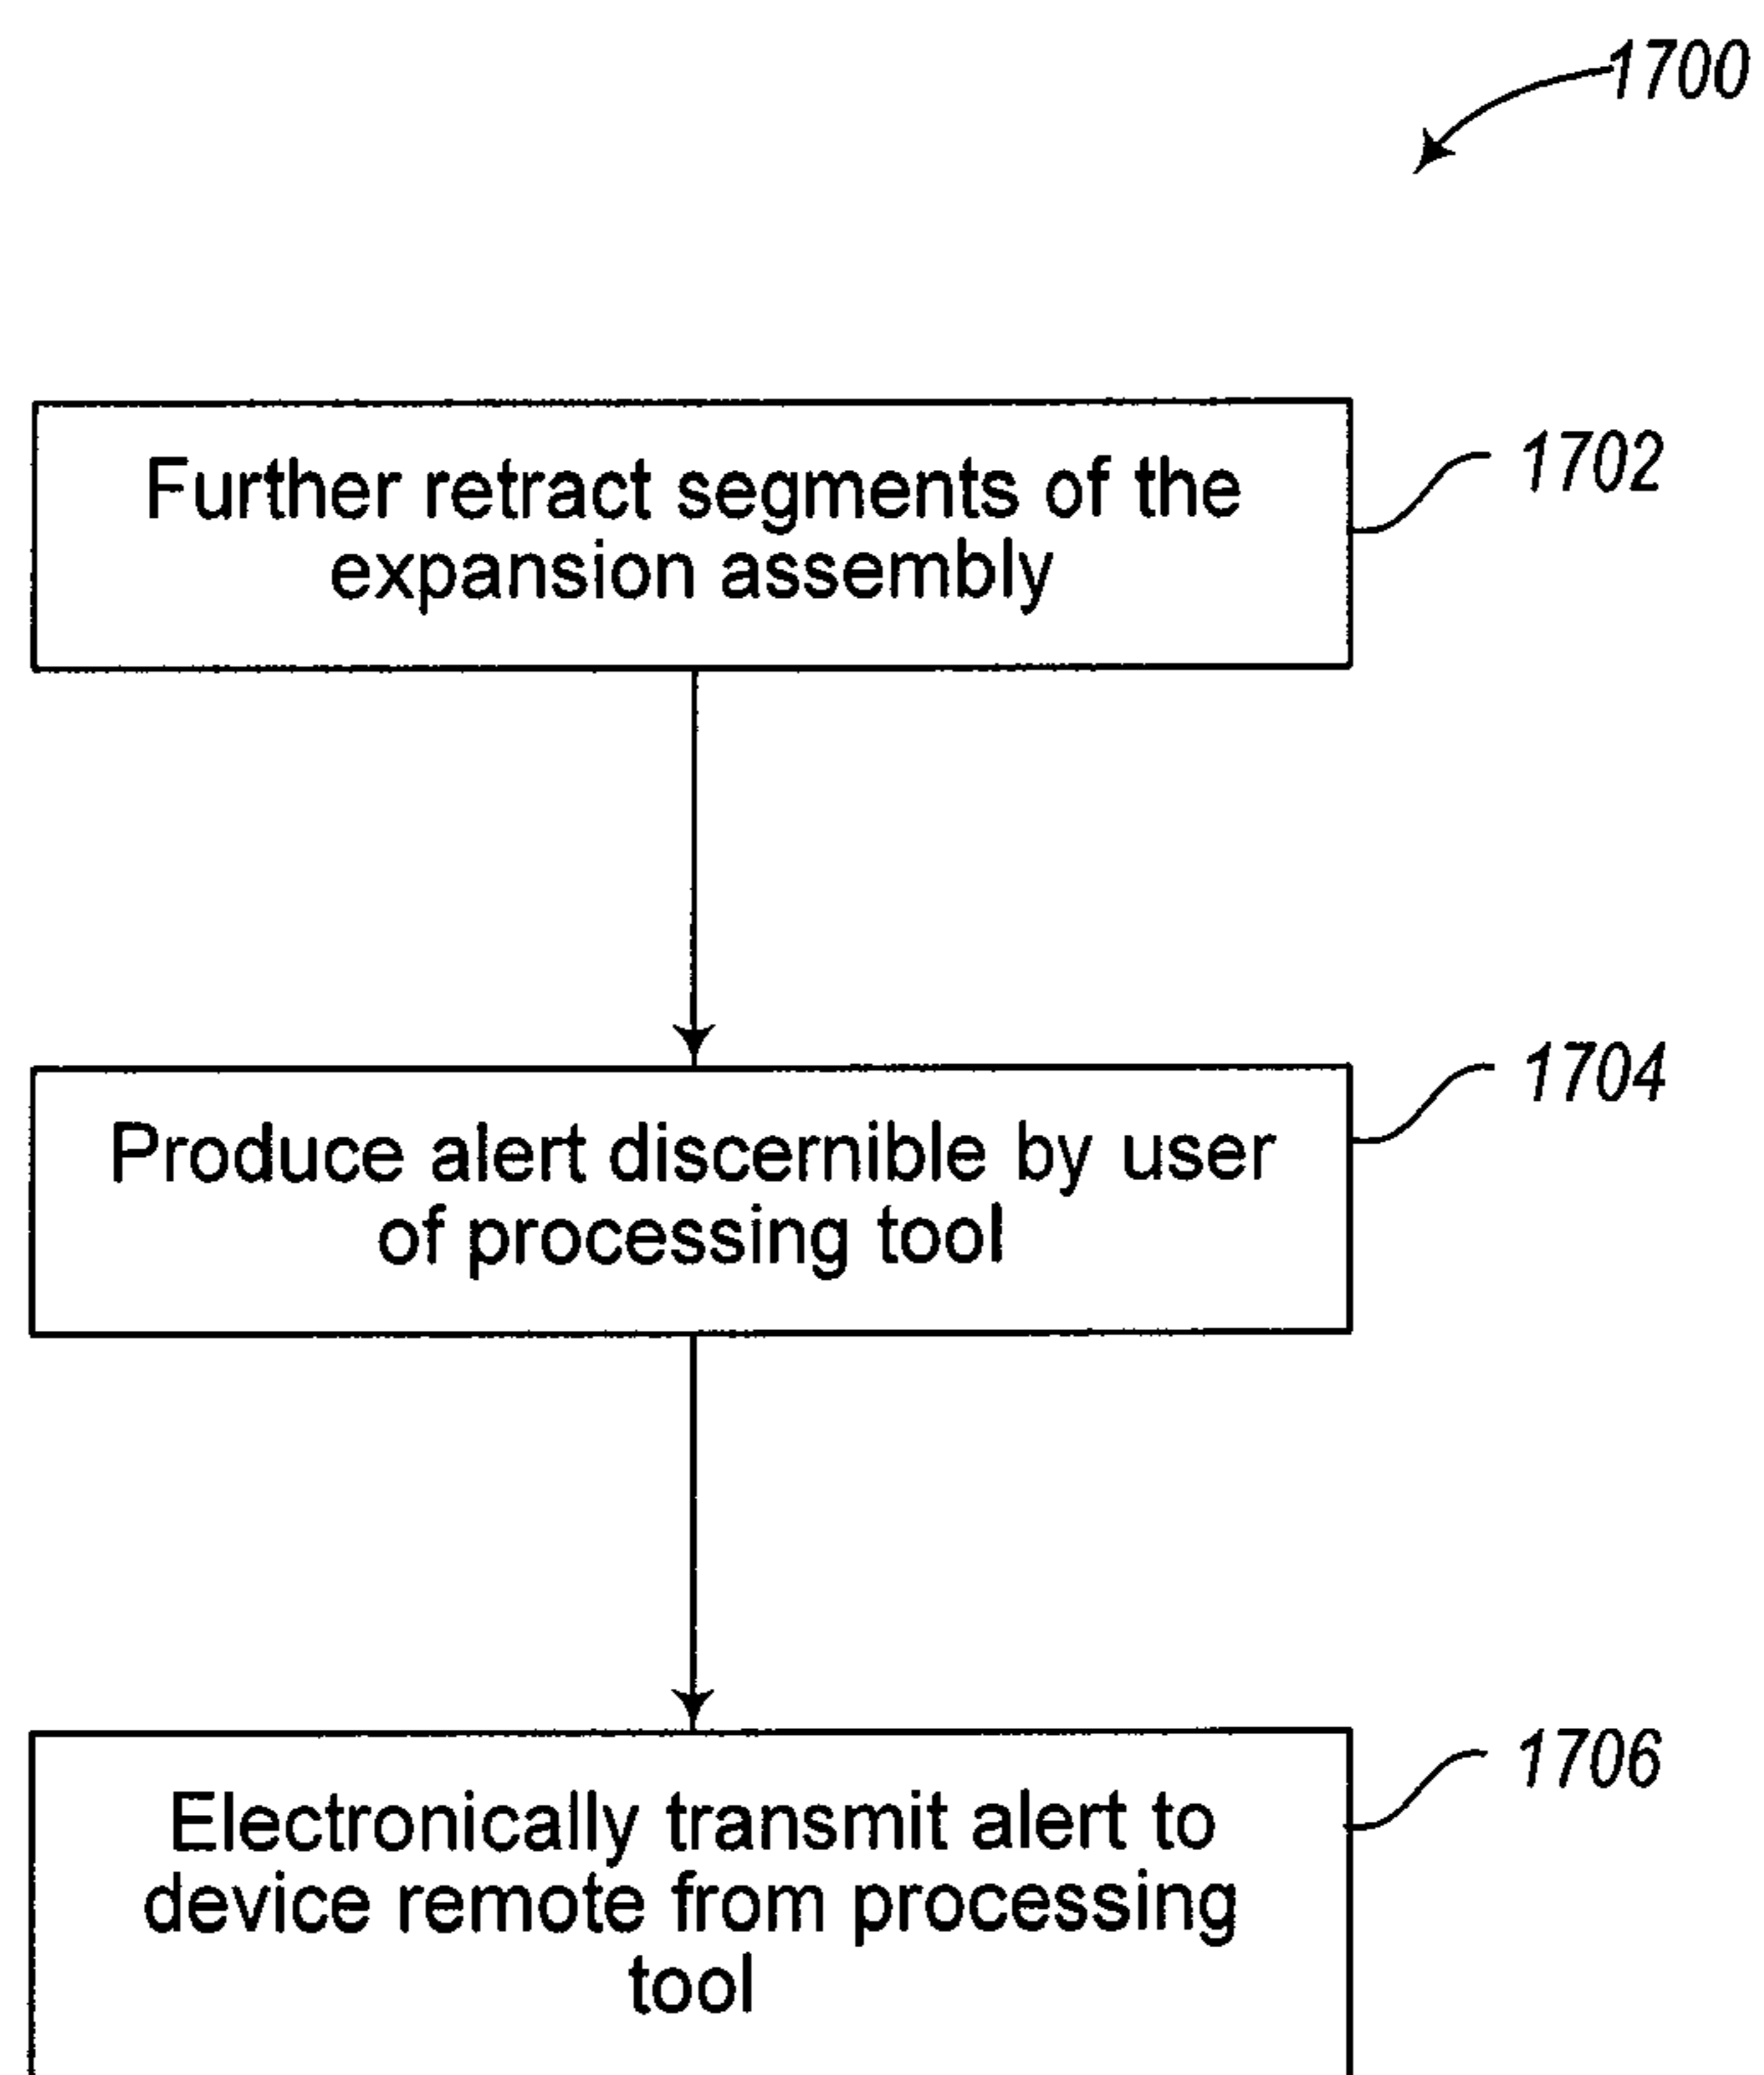 1700
Further retract segments of the
expansion assembly
1702
Produce alert discernible by user
of processing tool
1704
Electronically transmit alert to
device remote from processing
tool
1706